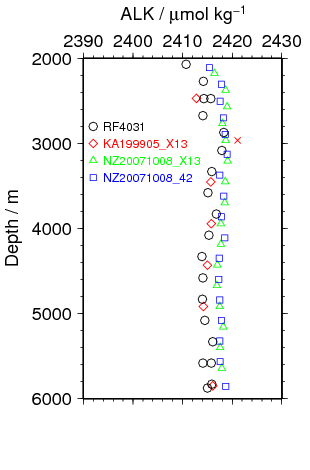 ALK / μmol kg⁻¹
2390 2400 2410 2420 2430
2000
3000
4000
5000
6000
Depth / m
RF4031
KA199905_X13
NZ20071008_X13
NZ20071008_42